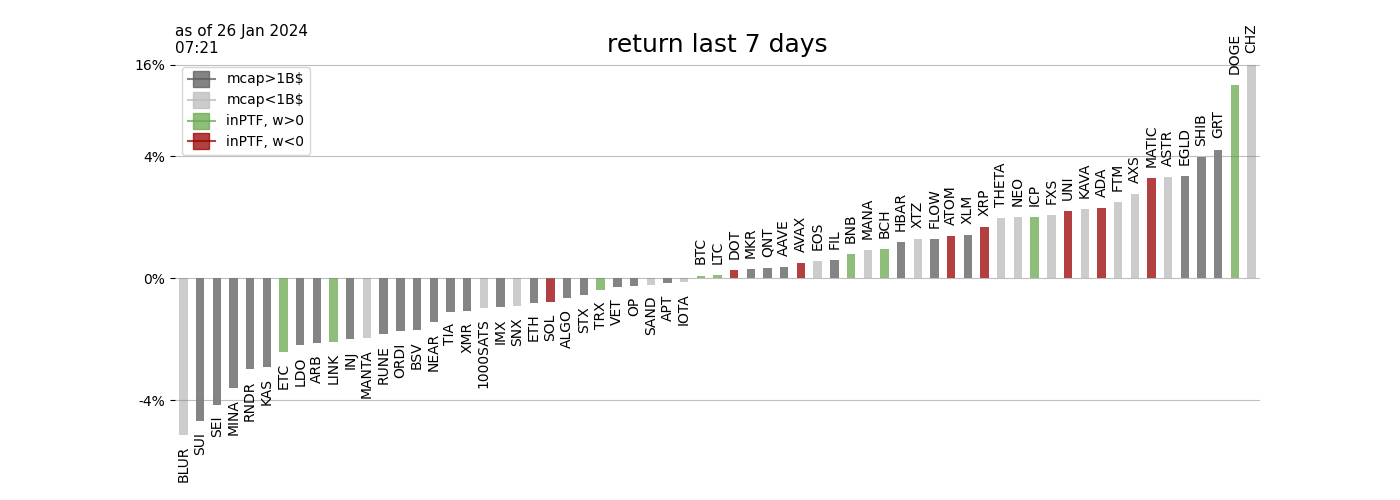 as of 26 Jan 2024
07:21
return last 7 days
16%
4%
0%
-4%
mcap>1B$
mcap<1B$
inPTF, w>0
inPTF, w<0
BLUR
SUI
SEI
MINA
RNDR
KAS
ETC
LDO
ARB
LINK
INJ
MANTA
RUNE
ORDI
BSV
NEAR
TIA
XMR
1000SATS
IMX
SNX
ETH
SOL
ALGO
STX
TRX
VET
OP
SAND
APT
IOTA
BTC
LTC
DOT
MKR
QNT
AAVE
AVAX
EOS
FIL
BNB
MANA
BCH
HBAR
XTZ
FLOW
ATOM
XLM
XRP
THETA
NEO
ICP
FXS
UNI
KAVA
ADA
FTM
AXS
MATIC
ASTR
EGLD
SHIB
GRT
DOGE
CHZ